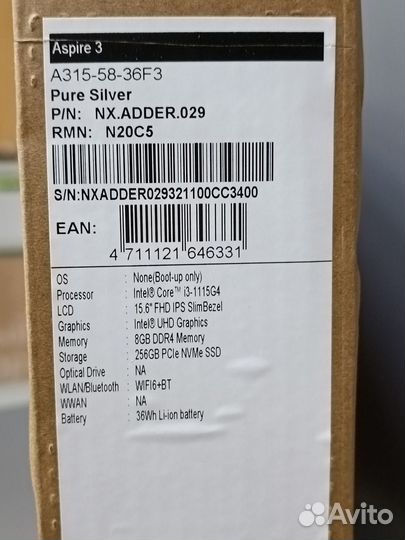 Aspire 3
A315-58-36F3
Pure Silver
P/N: NX.ADDER.029
RMN: N20C5
S/N:NXADDER029321100CC3400
EAN:
4 711121 646331
OS : None(Boot-up only)
Processor : Intel® Core™ i3-1115G4
LCD : 15.6" FHD IPS SlimBezel
Graphics : Intel® UHD Graphics
Memory : 8GB DDR4 Memory
Storage : 256GB PCIe NVMe SSD
Optical Drive : NA
WLAN/Bluetooth : WIFI6+BT
WWAN : NA
Battery : 36Wh Li-ion battery
Avito